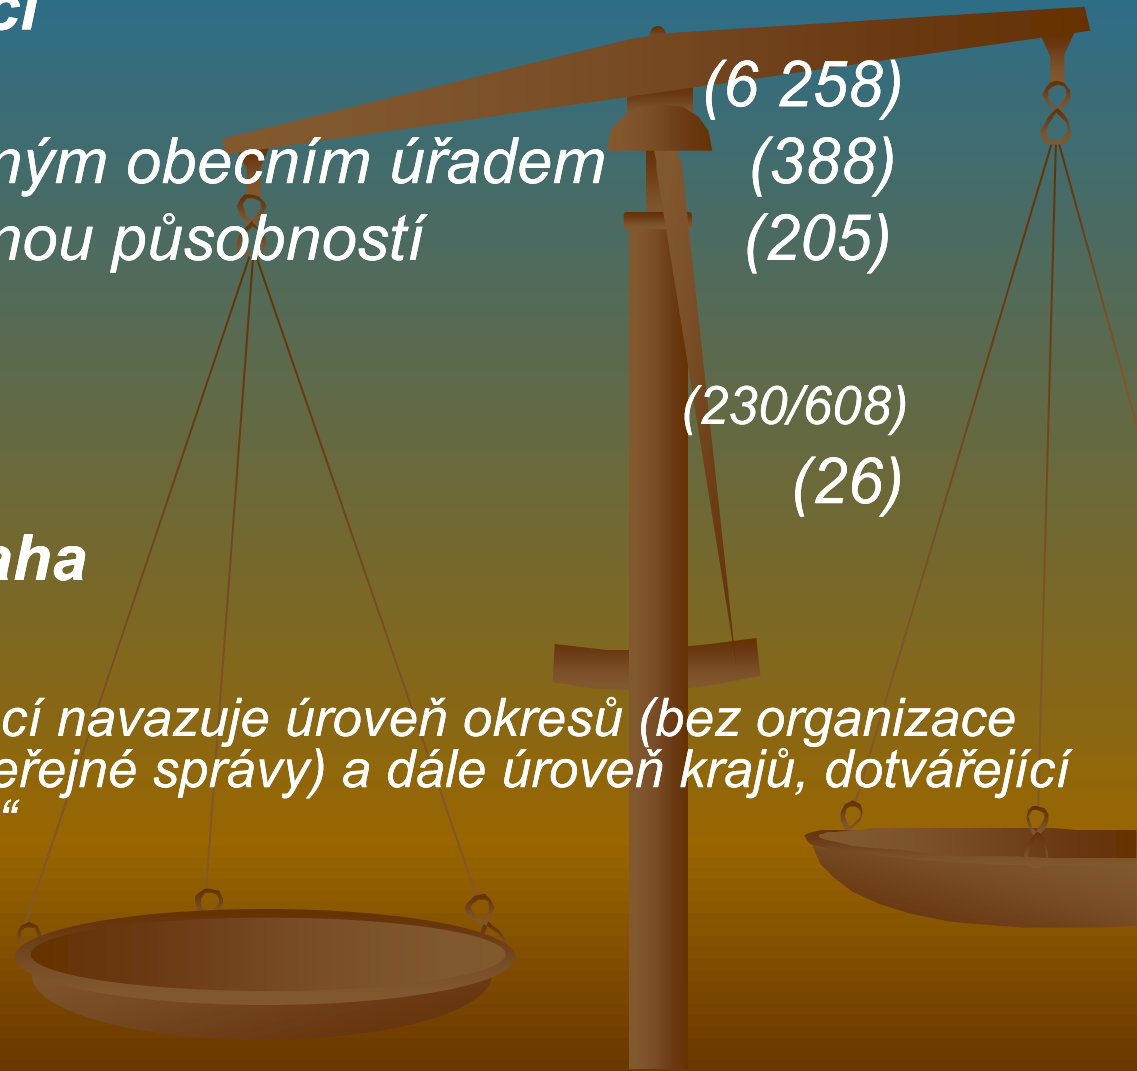 cí
(6 258)
ným obecním úřadem (388)
nou působností (205)
(230/608)
(26)
aha
cí navazuje úroveň okresů (bez organizace
eřejné správy) a dále úroveň krajů, dotvářející
“